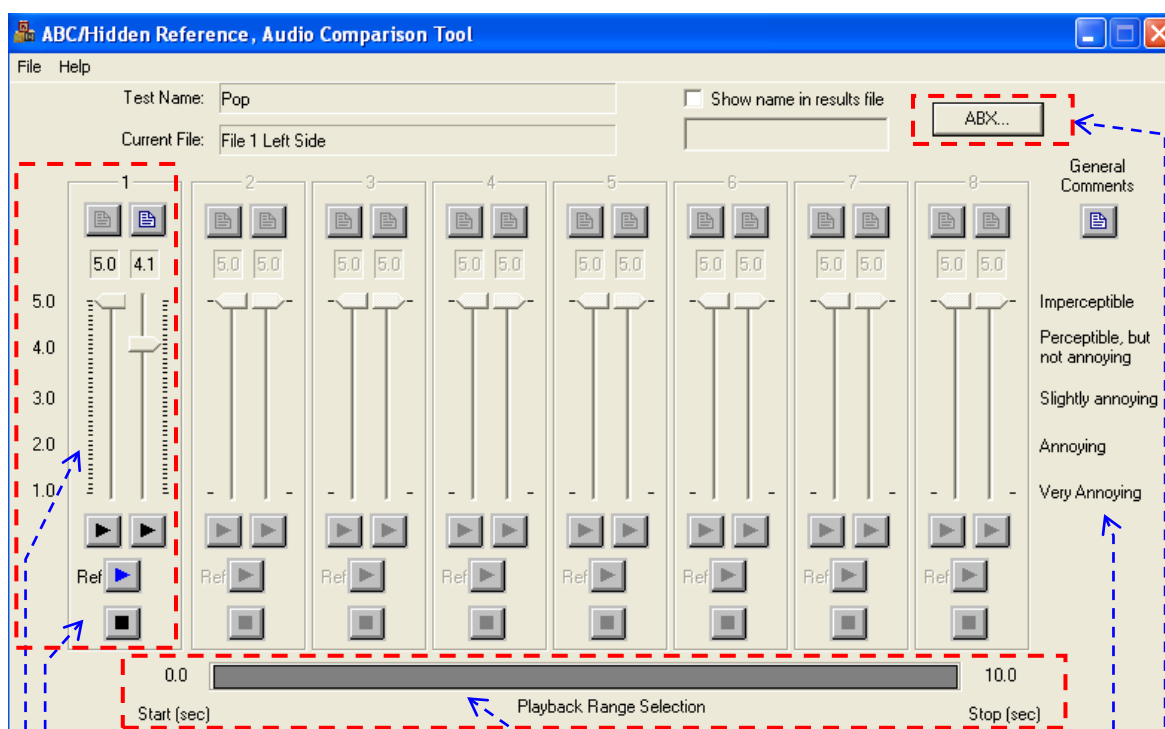 ABC/Hidden Reference, Audio Comparison Tool
File Help
Test Name: Pop
Show name in results file
ABX...
Current File: File 1 Left Side
General
Comments
1 2 3 4 5 6 7 8
5.0 4.1 5.0 5.0 5.0 5.0 5.0 5.0 5.0 5.0 5.0 5.0 5.0 5.0 5.0 5.0
5.0 Imperceptible
4.0 Perceptible, but
not annoying
3.0 Slightly annoying
2.0 Annoying
1.0 Very Annoying
Ref Ref Ref Ref Ref Ref Ref Ref
0.0 10.0
Start (sec) Playback Range Selection Stop (sec)